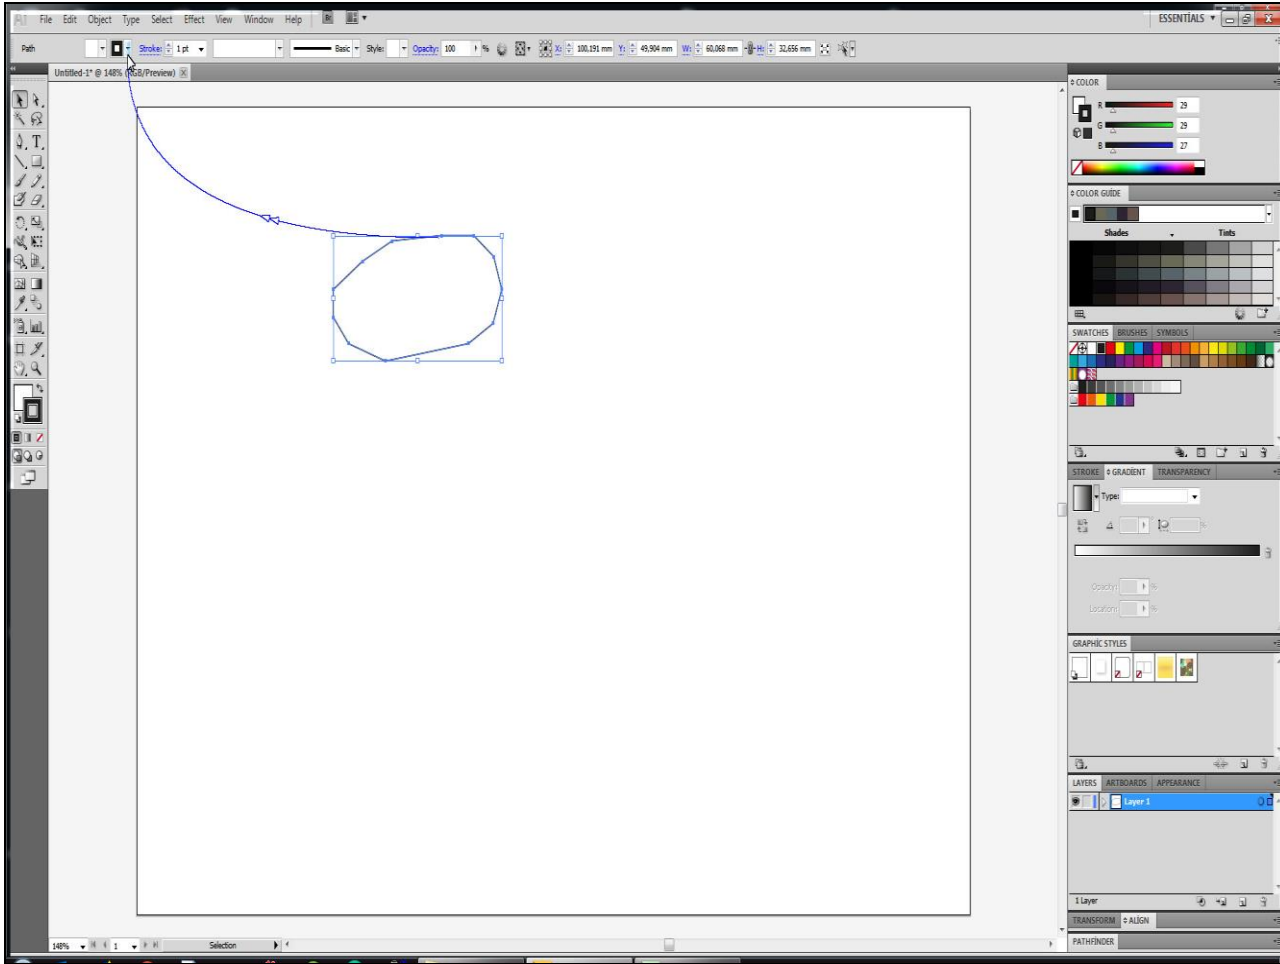 Ai File Edit Object Type Select Effect View Window Help Br ESSENTIALS
Path Stroke: 1 pt Basic Style: Opacity: 100 % X: 100,191 mm Y: 49,904 mm W: 60,068 mm H: 32,656 mm
Untitled-1* @ 148% (RGB/Preview)
COLOR
R 29
G 29
B 27
COLOR GUIDE
Shades Tints
SWATCHES BRUSHES SYMBOLS
STROKE GRADIENT TRANSPARENCY
Type:
%
Opacity: %
Location: %
GRAPHIC STYLES
LAYERS ARTBOARDS APPEARANCE
Layer 1
1 Layer
TRANSFORM ALIGN
PATHFINDER
148% 1 Selection